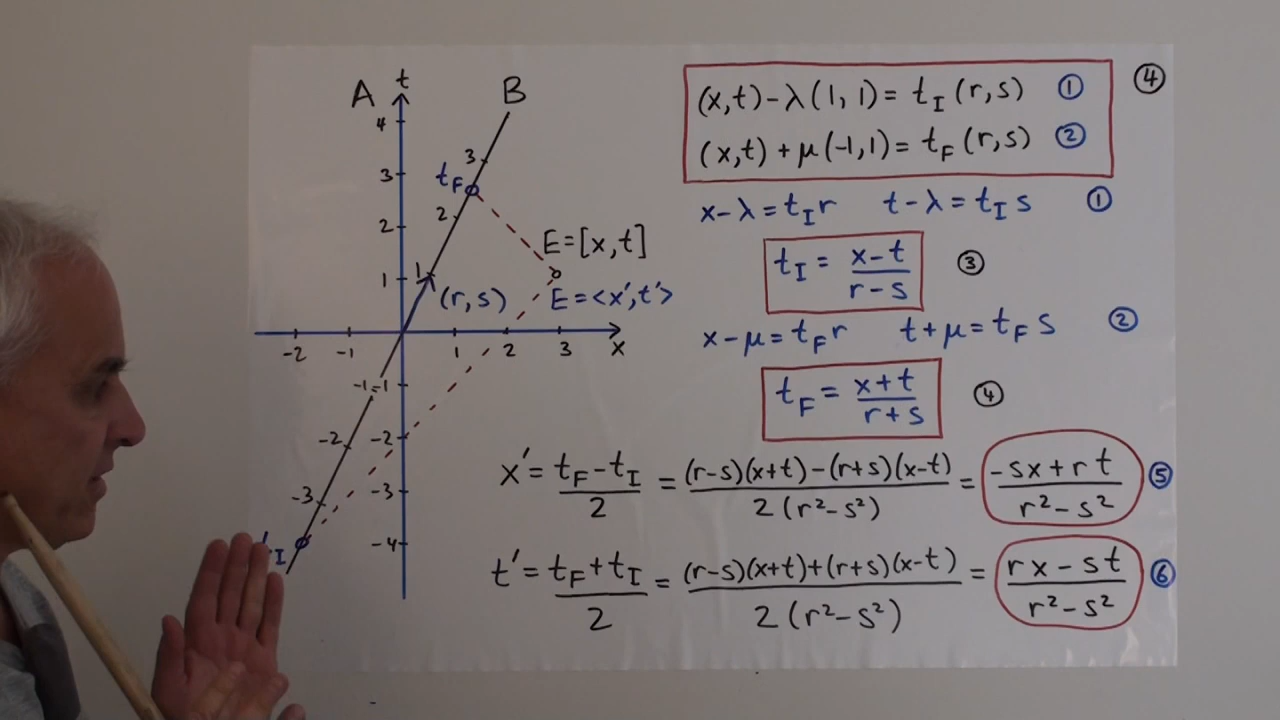 A t B
4
3
2
1
-1
-2
-3
-4
-2 -1 1 2 3 x
3
2
1
-1
-2
-3
t_F
t_I
(r,s)
E=[x,t]
E=<x',t'>
④
(x,t)-λ(1,1)=t_I(r,s) ①
(x,t)+μ(-1,1)=t_F(r,s) ②
x-λ=t_I r t-λ=t_I s ①
t_I = (x-t)/(r-s) ③
x-μ=t_F r t+μ=t_F s ②
t_F = (x+t)/(r+s) ④
x' = (t_F-t_I)/2 = ((r-s)(x+t)-(r+s)(x-t))/(2(r²-s²)) = (-sx+rt)/(r²-s²) ⑤
t' = (t_F+t_I)/2 = ((r-s)(x+t)+(r+s)(x-t))/(2(r²-s²)) = (rx-st)/(r²-s²) ⑥